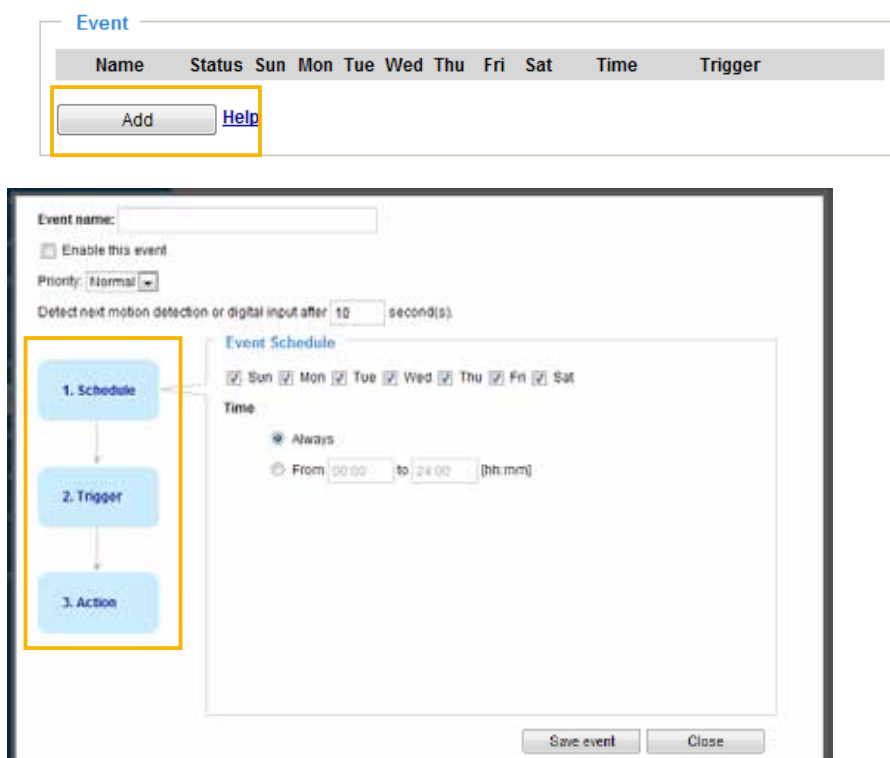 Event
Name Status Sun Mon Tue Wed Thu Fri Sat Time Trigger
Add Help
Event name:
Enable this event
Priority: Normal
Detect next motion detection or digital input after 10 second(s).
Event Schedule
1. Schedule
Sun Mon Tue Wed Thu Fri Sat
Time
Always
From 00:00 to 24:00 [hh:mm]
2. Trigger
3. Action
Save event Close